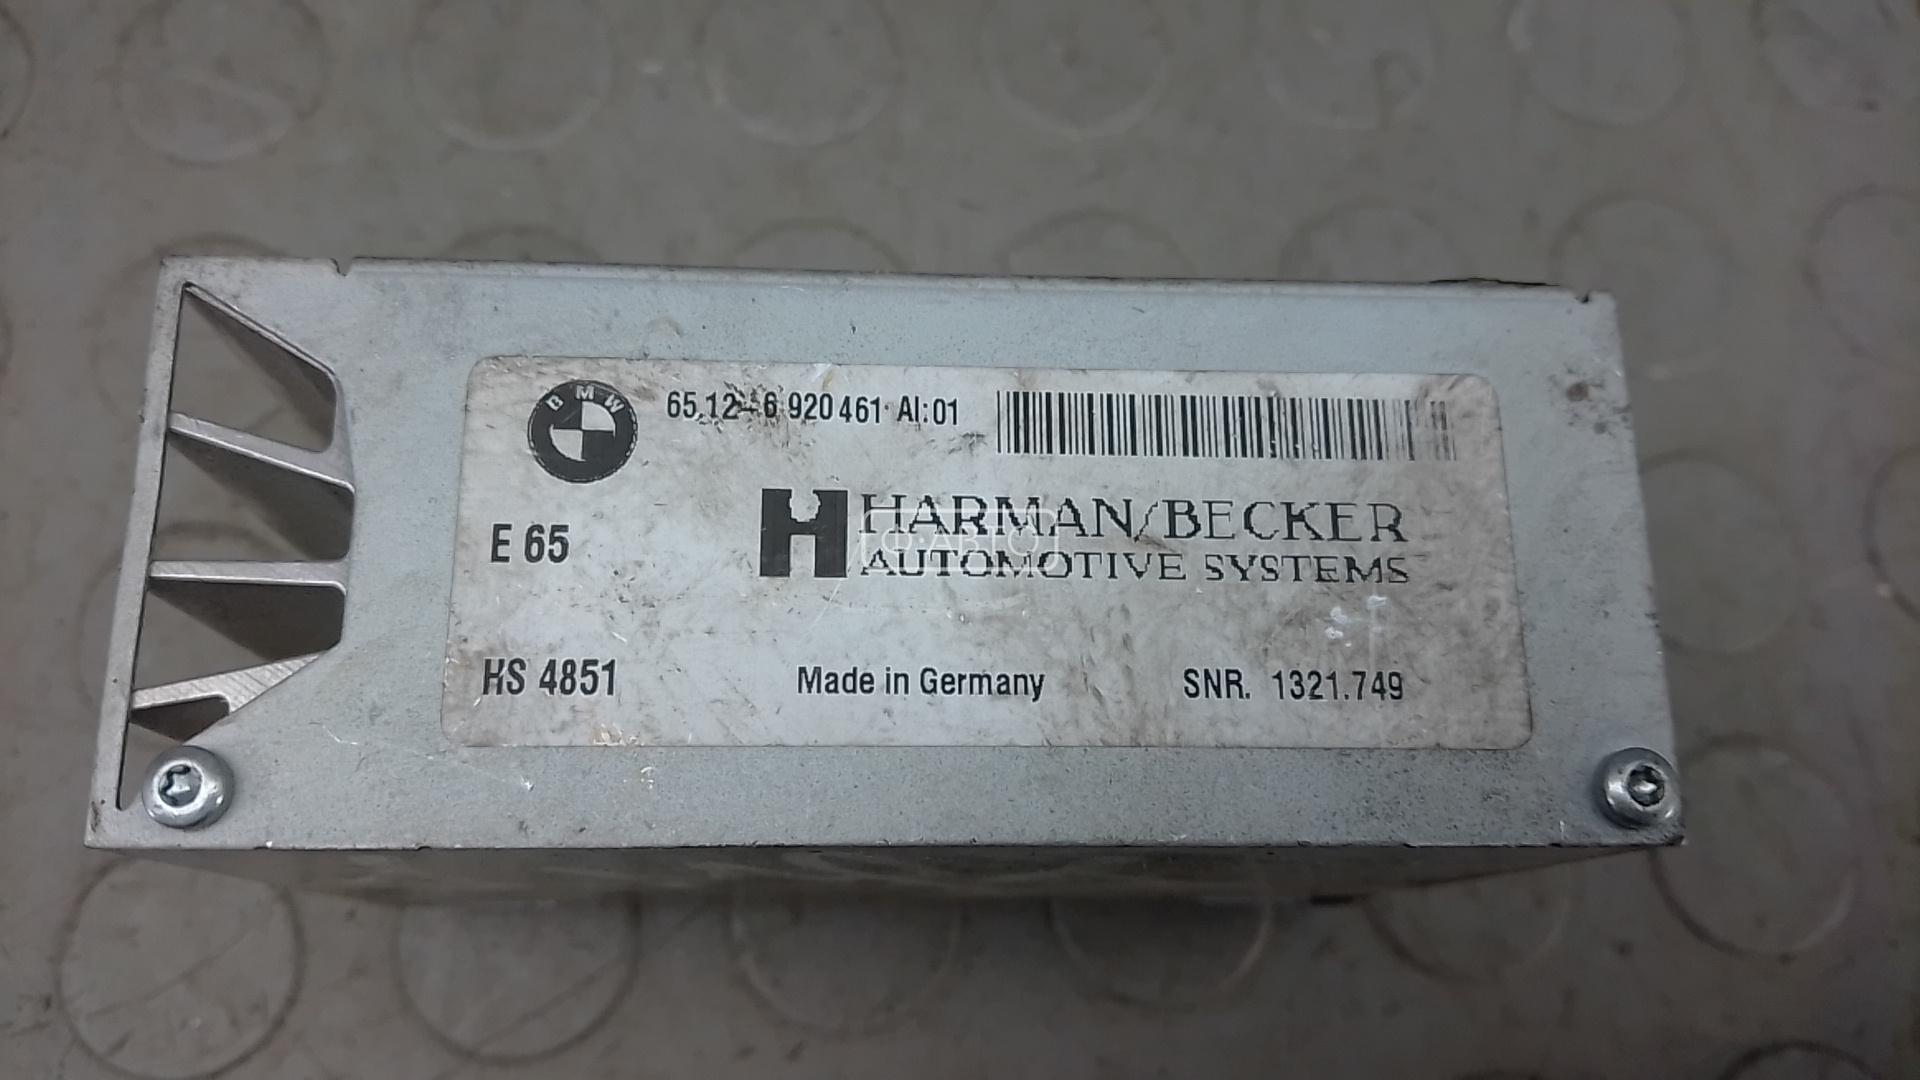 BMW
65.12-6 920 461 AI:01
HARMAN/BECKER
Ф-АВТО
AUTOMOTIVE SYSTEMS
E 65
HS 4851
Made in Germany
SNR. 1321.749